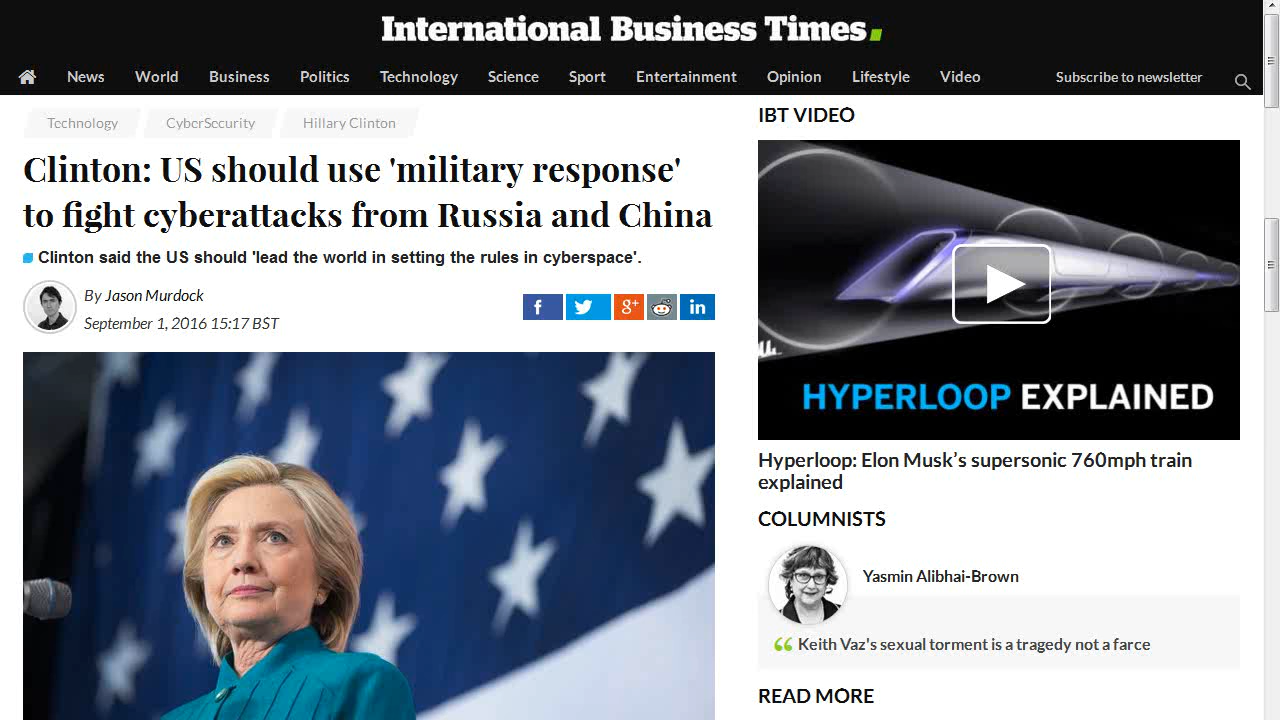 International Business Times
News World Business Politics Technology Science Sport Entertainment Opinion Lifestyle Video Subscribe to newsletter
Technology CyberSecurity Hillary Clinton
Clinton: US should use 'military response'
to fight cyberattacks from Russia and China
Clinton said the US should 'lead the world in setting the rules in cyberspace'.
By Jason Murdock
September 1, 2016 15:17 BST
f g+ in
IBT VIDEO
HYPERLOOP EXPLAINED
Hyperloop: Elon Musk’s supersonic 760mph train
explained
COLUMNISTS
Yasmin Alibhai-Brown
Keith Vaz's sexual torment is a tragedy not a farce
READ MORE